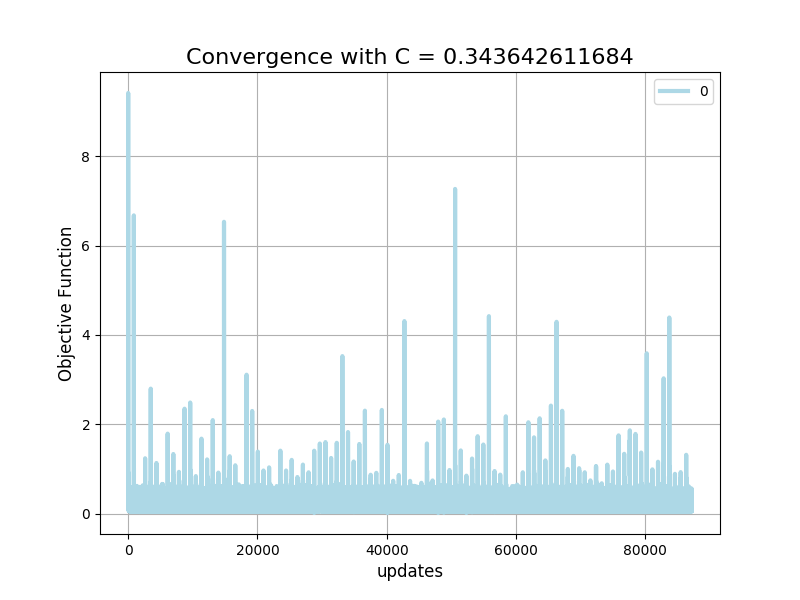 Convergence with C = 0.343642611684
0
8
6
4
2
0
Objective Function
0 20000 40000 60000 80000
updates